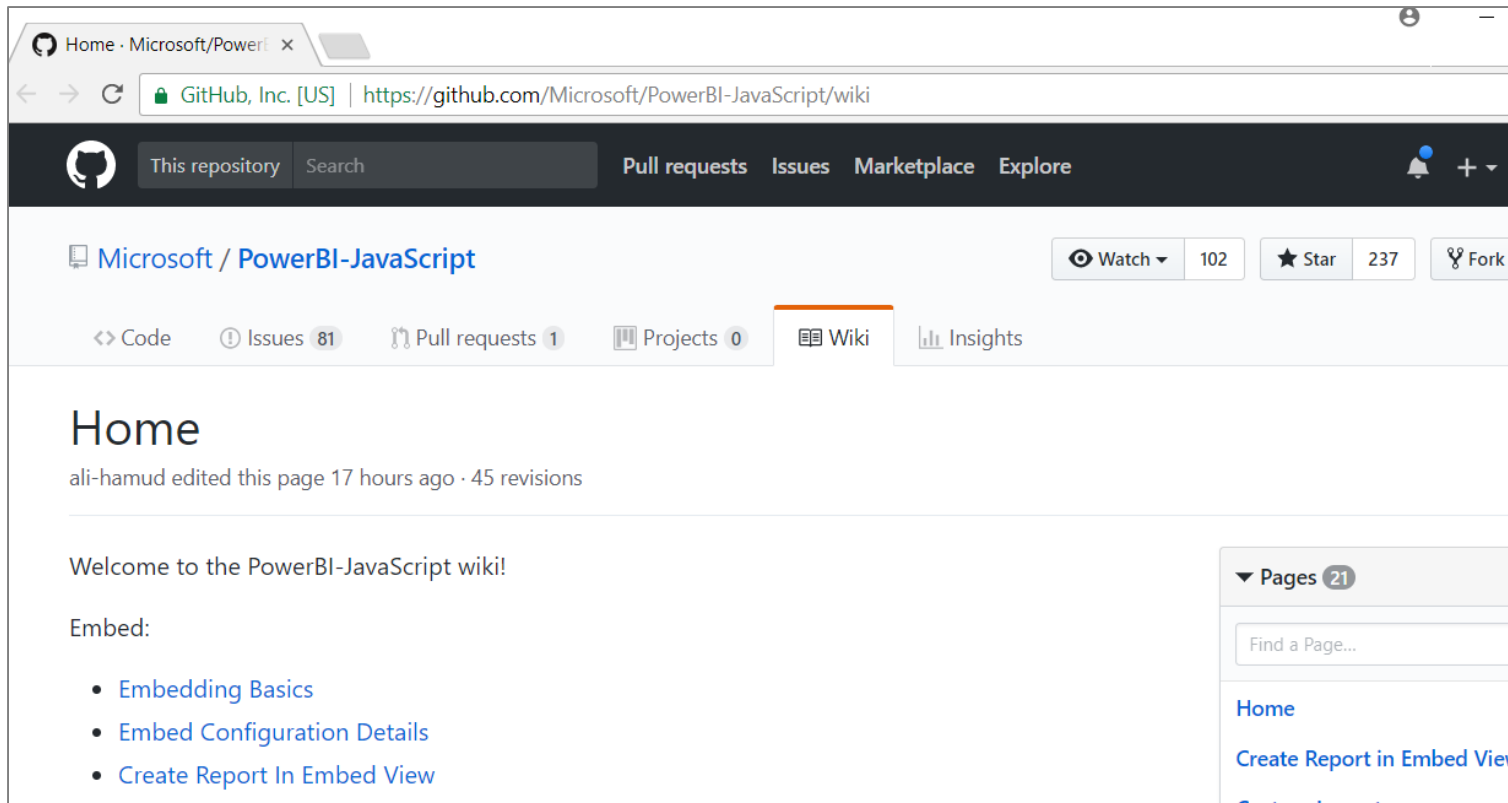 Home · Microsoft/Power
GitHub, Inc. [US] https://github.com/Microsoft/PowerBI-JavaScript/wiki
This repository Search Pull requests Issues Marketplace Explore
Microsoft / PowerBI-JavaScript Watch 102 Star 237 Fork
Code Issues 81 Pull requests 1 Projects 0 Wiki Insights
Home
ali-hamud edited this page 17 hours ago · 45 revisions
Welcome to the PowerBI-JavaScript wiki!
Embed:
• Embedding Basics
• Embed Configuration Details
• Create Report In Embed View
Pages 21
Find a Page...
Home
Create Report in Embed View